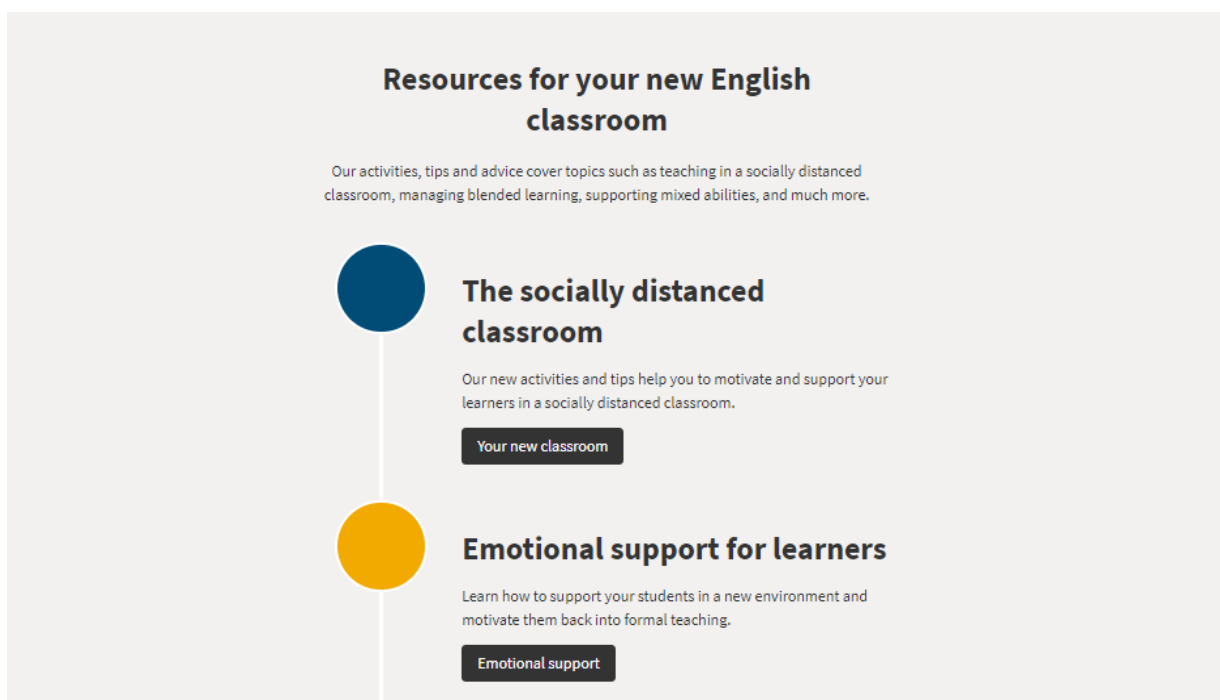 Resources for your new English
classroom
Our activities, tips and advice cover topics such as teaching in a socially distanced
classroom, managing blended learning, supporting mixed abilities, and much more.
The socially distanced
classroom
Our new activities and tips help you to motivate and support your
learners in a socially distanced classroom.
Your new classroom
Emotional support for learners
Learn how to support your students in a new environment and
motivate them back into formal teaching.
Emotional support